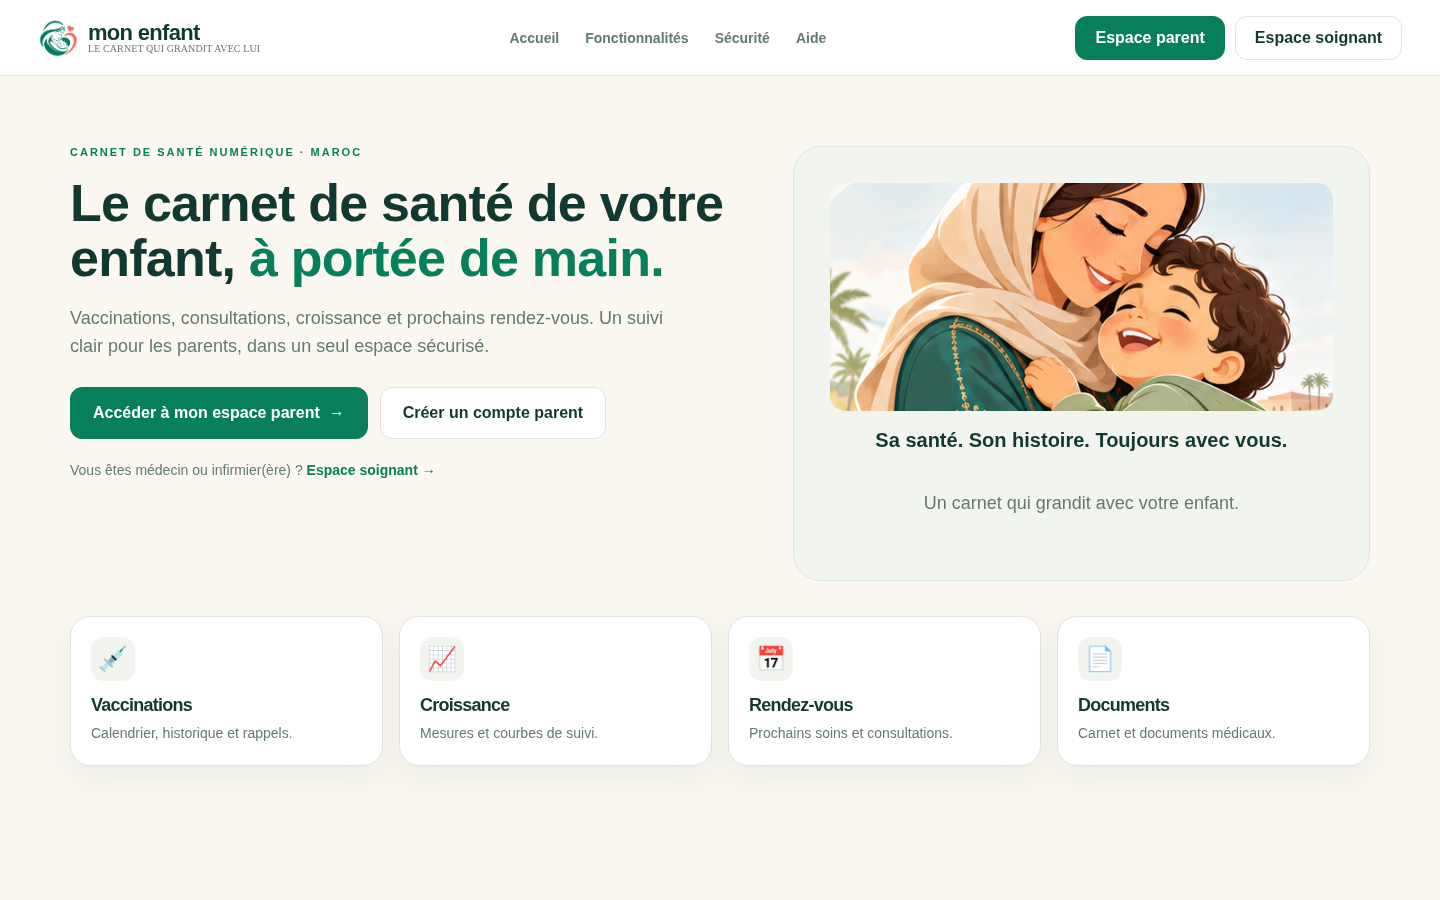 mon enfant
LE CARNET QUI GRANDIT AVEC LUI
Accueil
Fonctionnalités
Sécurité
Aide
Espace parent
Espace soignant
CARNET DE SANTÉ NUMÉRIQUE · MAROC
Le carnet de santé de votre
enfant, à portée de main.
Vaccinations, consultations, croissance et prochains rendez-vous. Un suivi
clair pour les parents, dans un seul espace sécurisé.
Accéder à mon espace parent →
Créer un compte parent
Vous êtes médecin ou infirmier(ère) ? Espace soignant →
Sa santé. Son histoire. Toujours avec vous.
Un carnet qui grandit avec votre enfant.
Vaccinations
Calendrier, historique et rappels.
Croissance
Mesures et courbes de suivi.
July
17
Rendez-vous
Prochains soins et consultations.
Documents
Carnet et documents médicaux.